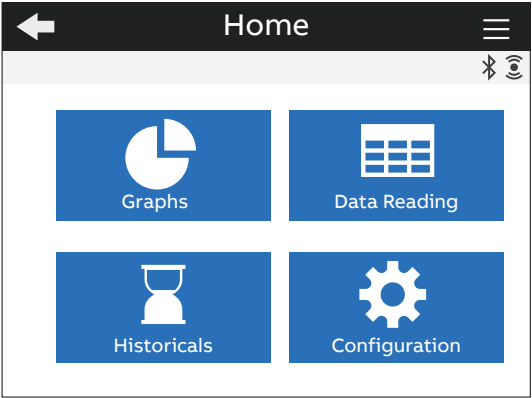 Home
Graphs
Data Reading
Historicals
Configuration